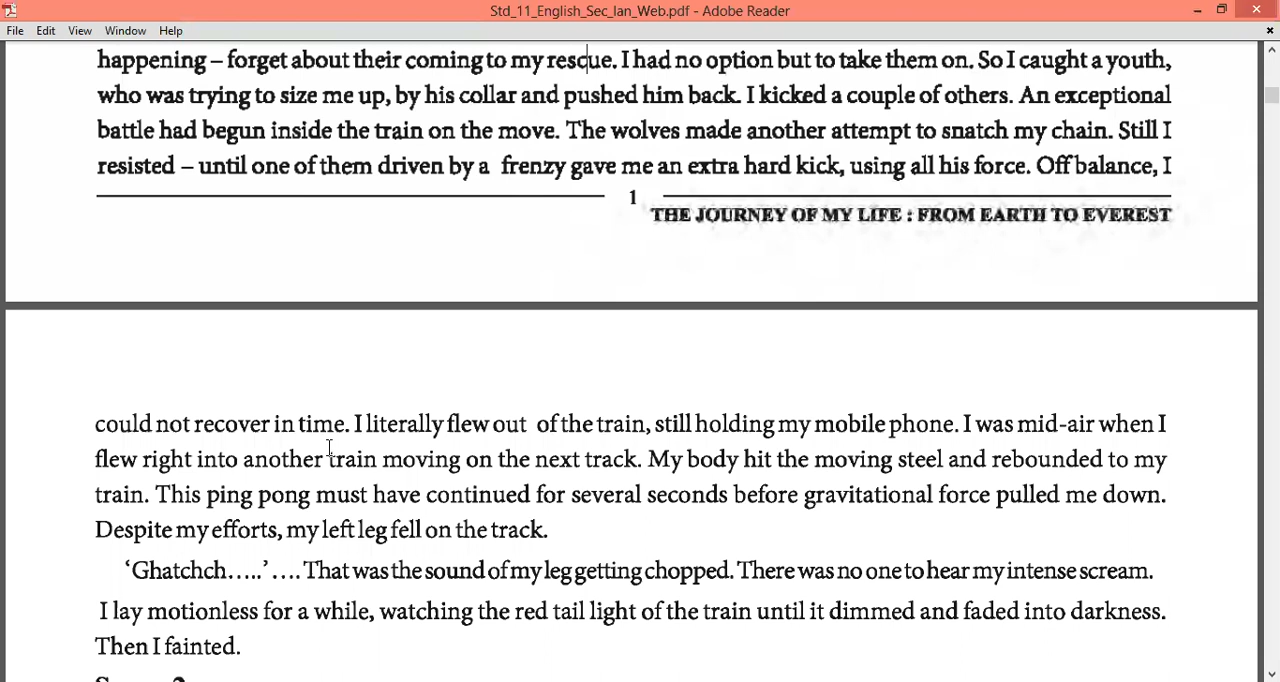 Std_11_English_Sec_lan_Web.pdf - Adobe Reader
File Edit View Window Help
happening – forget about their coming to my rescue. I had no option but to take them on. So I caught a youth,
who was trying to size me up, by his collar and pushed him back. I kicked a couple of others. An exceptional
battle had begun inside the train on the move. The wolves made another attempt to snatch my chain. Still I
resisted – until one of them driven by a frenzy gave me an extra hard kick, using all his force. Off balance, I
1
THE JOURNEY OF MY LIFE : FROM EARTH TO EVEREST
could not recover in time. I literally flew out of the train, still holding my mobile phone. I was mid-air when I
flew right into another train moving on the next track. My body hit the moving steel and rebounded to my
train. This ping pong must have continued for several seconds before gravitational force pulled me down.
Despite my efforts, my left leg fell on the track.
‘Ghatchch.....’ .... That was the sound of my leg getting chopped. There was no one to hear my intense scream.
I lay motionless for a while, watching the red tail light of the train until it dimmed and faded into darkness.
Then I fainted.